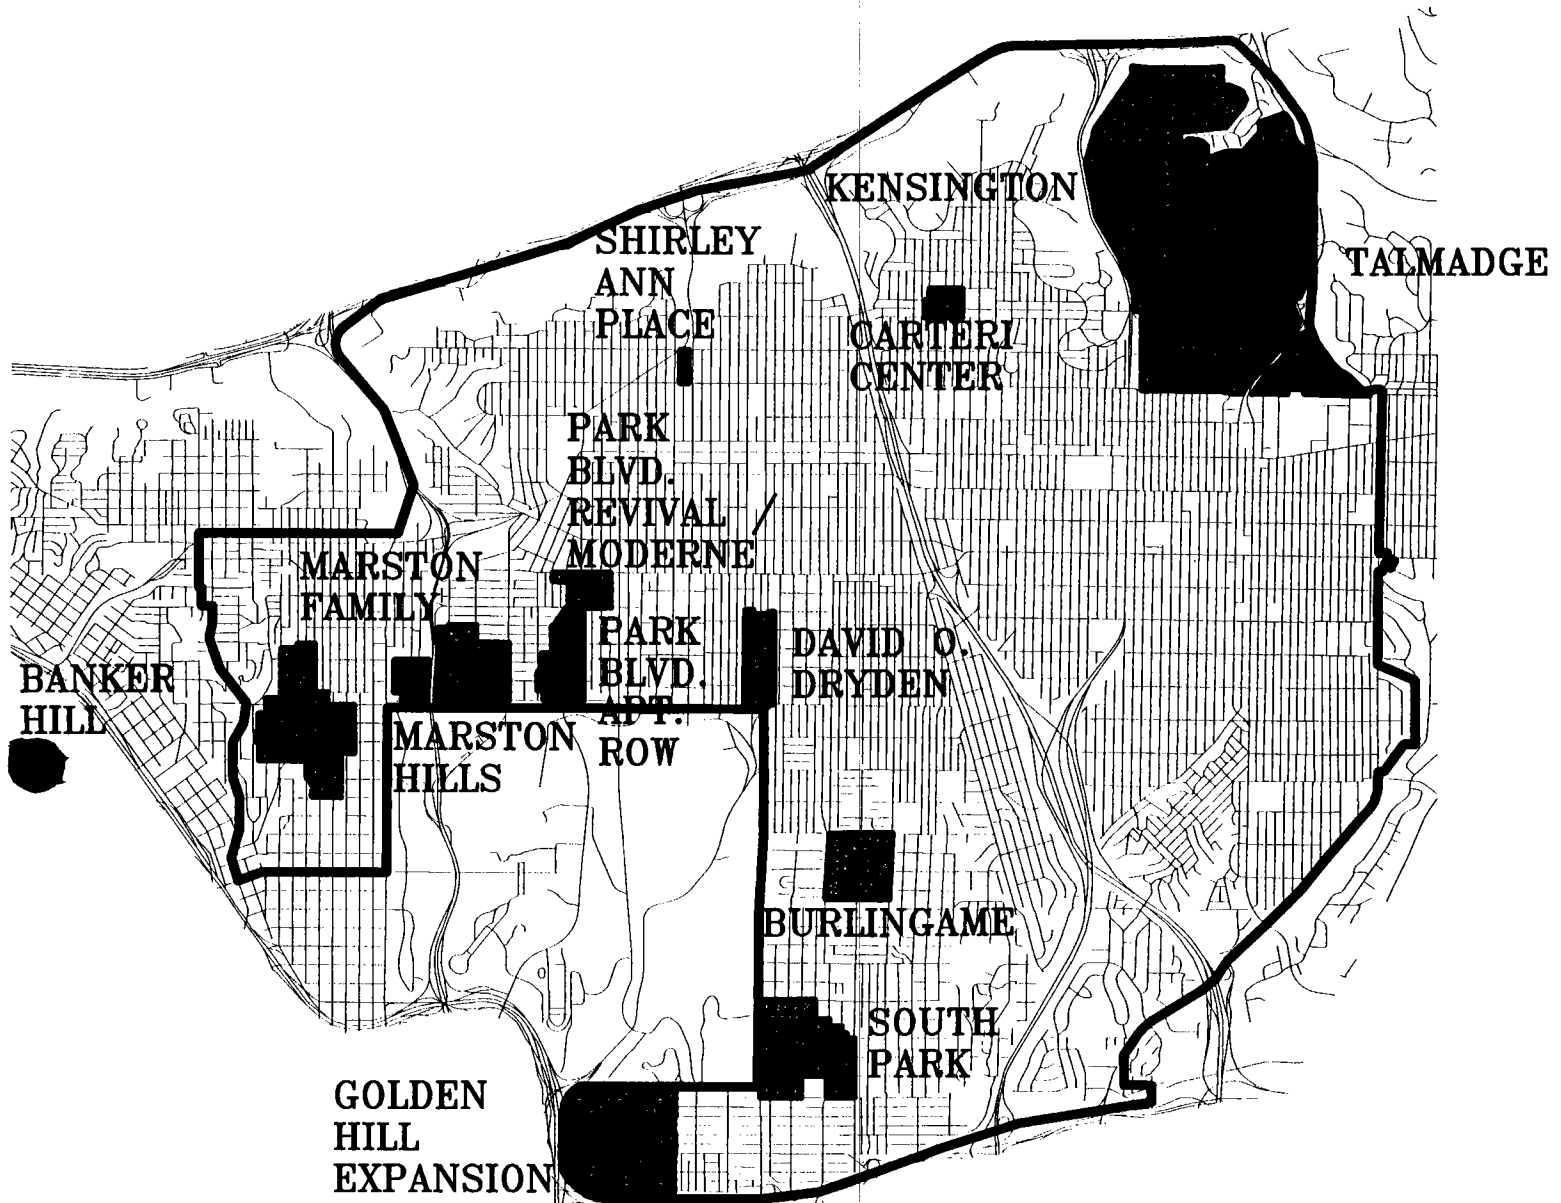 KENSINGTON
SHIRLEY
ANN
PLACE
TALMADGE
CARTERI
CENTER
PARK
BLVD.
REVIVAL
MODERNE
MARSTON
FAMILY
PARK
BLVD.
APT.
ROW
DAVID O.
DRYDEN
BANKER
HILL
MARSTON
HILLS
BURLINGAME
SOUTH
PARK
GOLDEN
HILL
EXPANSION